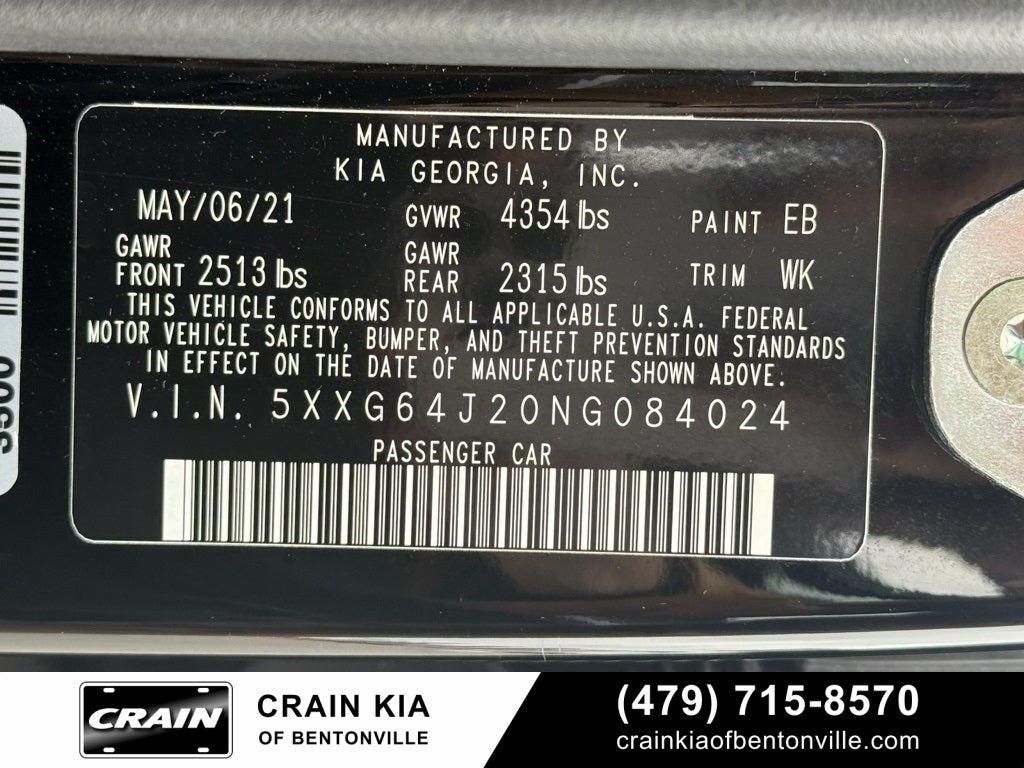 MANUFACTURED BY
KIA GEORGIA, INC.
MAY/06/21 GVWR 4354 lbs PAINT EB
GAWR FRONT 2513 lbs GAWR REAR 2315 lbs TRIM WK
THIS VEHICLE CONFORMS TO ALL APPLICABLE U.S.A. FEDERAL
MOTOR VEHICLE SAFETY, BUMPER, AND THEFT PREVENTION STANDARDS
IN EFFECT ON THE DATE OF MANUFACTURE SHOWN ABOVE.
V.I.N. 5XXG64J20NG084024
PASSENGER CAR
CRAIN
CRAIN KIA
OF BENTONVILLE
(479) 715-8570
crainkiaofbentonville.com